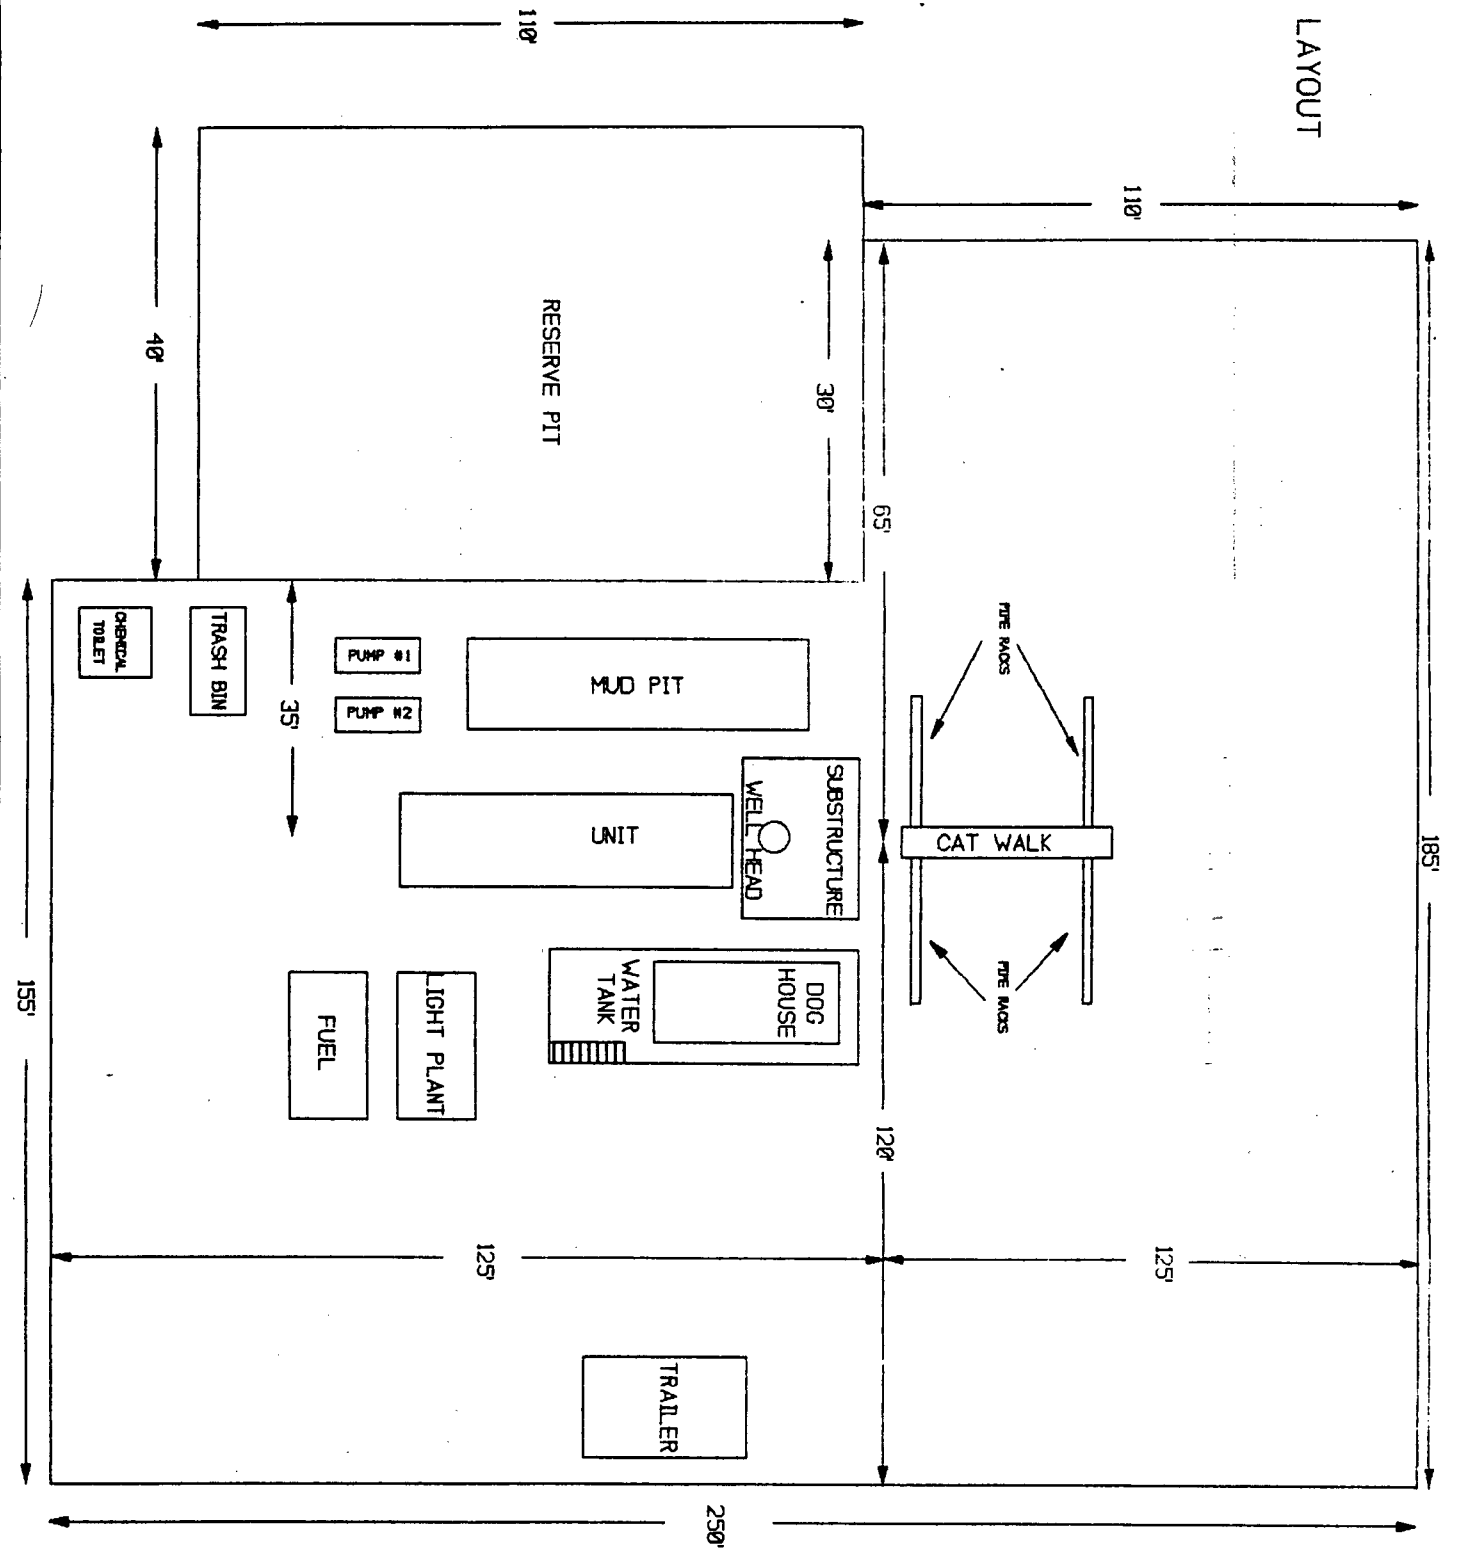 LAYOUT
110'
110'
185'
40'
RESERVE PIT
30'
65'
PIPE RACKS
CHEMICAL
TOILET
TRASH BIN
35'
PUMP #1
PUMP #2
MUD PIT
SUBSTRUCTURE
WELL HEAD
UNIT
CAT WALK
PIPE RACKS
DOG
HOUSE
WATER
TANK
LIGHT PLANT
FUEL
155'
120'
125'
125'
TRAILER
250'